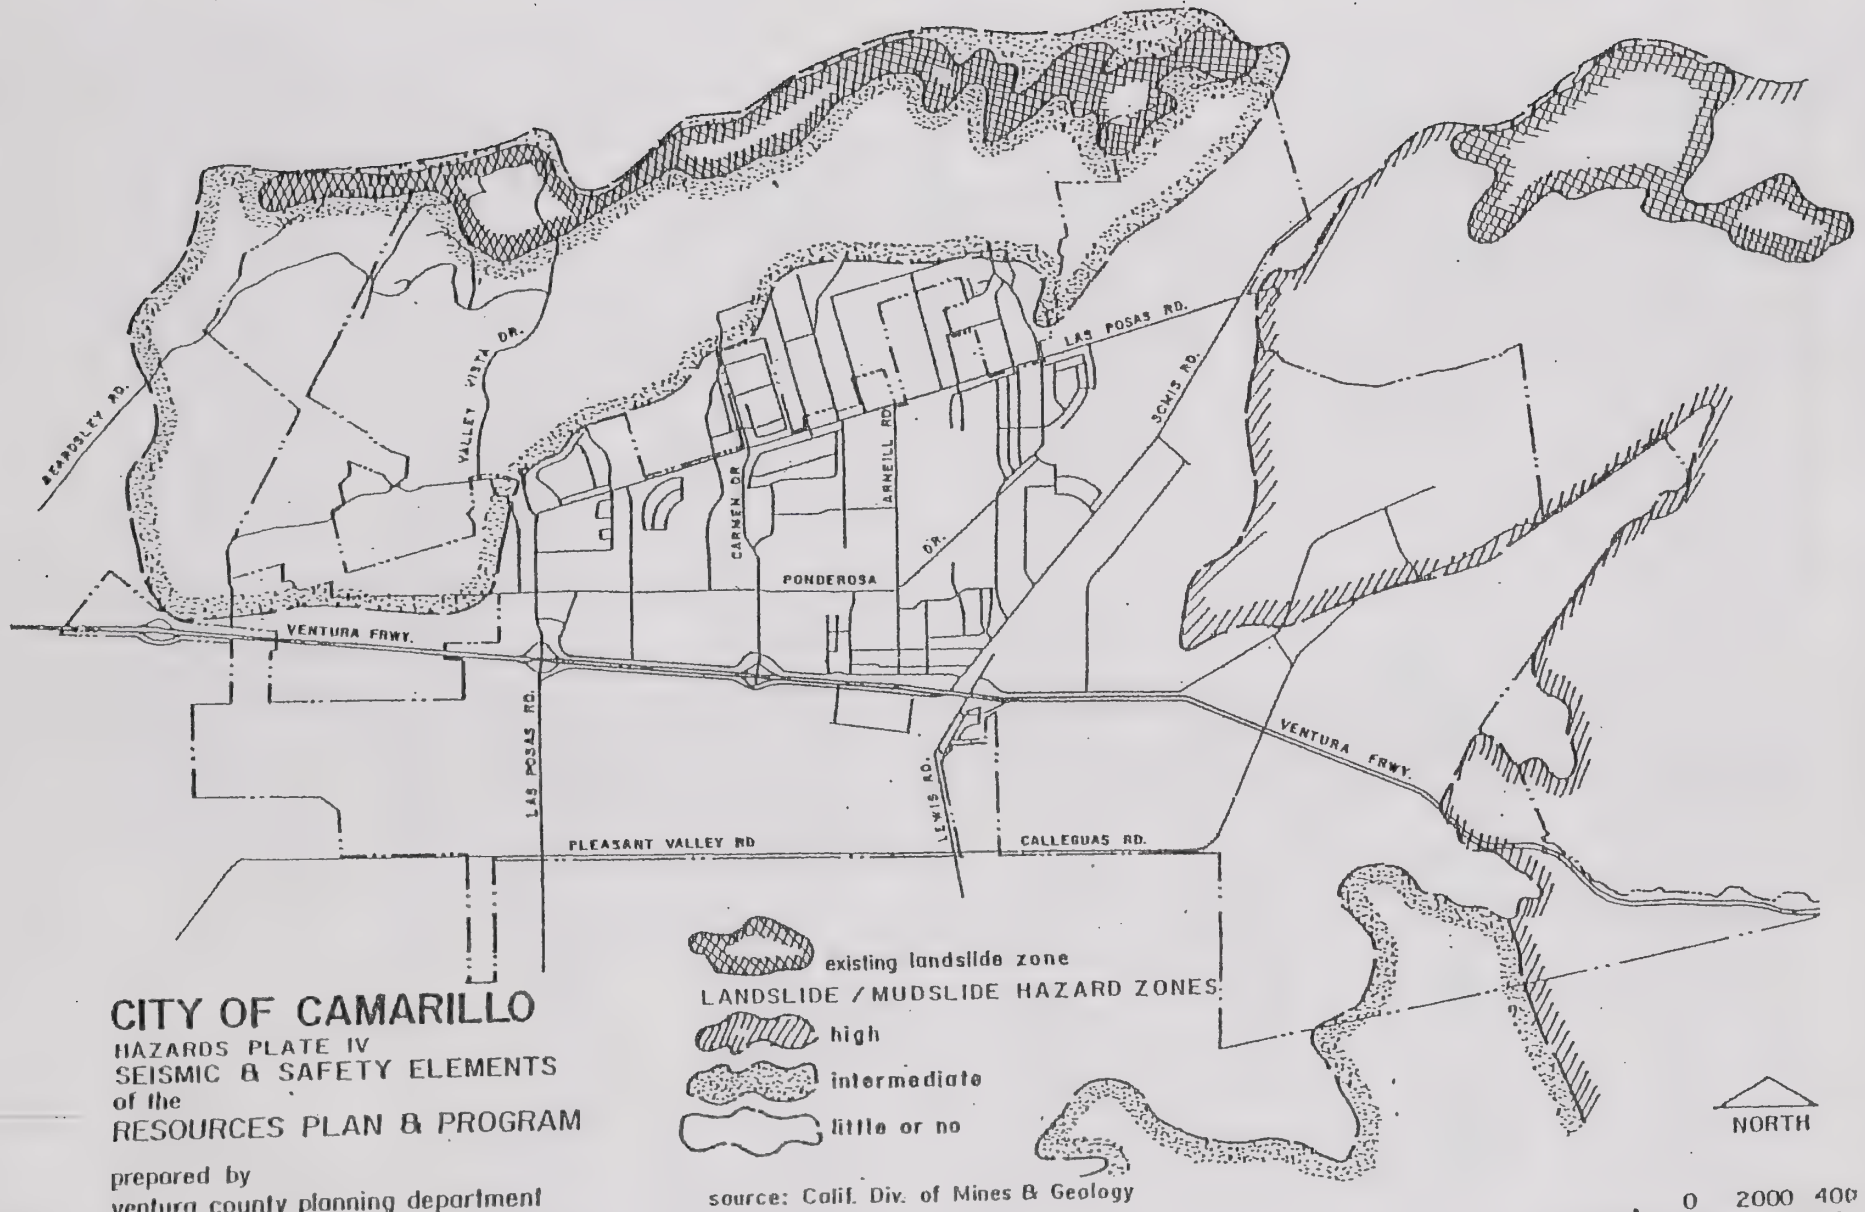 BEARDSLEY RD.
VALLEY VISTA DR.
LAS POSAS RD.
SOMIS RD.
ARNEILL RD
CARMEN DR
DR.
PONDEROSA
VENTURA FRWY.
VENTURA FRWY.
LAS POSAS RD.
LEWIS RD.
PLEASANT VALLEY RD
CALLEGUAS RD.
existing landslide zone
LANDSLIDE / MUDSLIDE HAZARD ZONES
high
intermediate
little or no
source: Calif. Div. of Mines & Geology
CITY OF CAMARILLO
HAZARDS PLATE IV
SEISMIC & SAFETY ELEMENTS
of the
RESOURCES PLAN & PROGRAM
prepared by
ventura county planning department
NORTH
0 2000 400